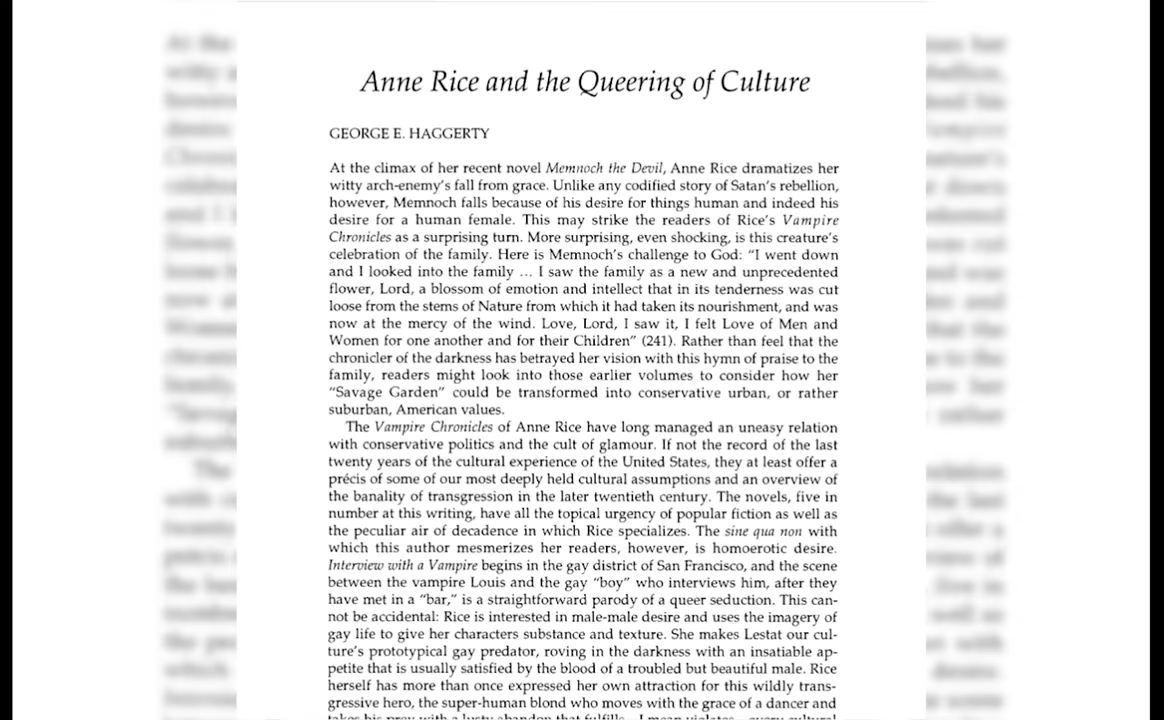 Anne Rice and the Queering of Culture
GEORGE E. HAGGERTY
At the climax of her recent novel Memnoch the Devil, Anne Rice dramatizes her
witty arch-enemy's fall from grace. Unlike any codified story of Satan's rebellion,
however, Memnoch falls because of his desire for things human and indeed his
desire for a human female. This may strike the readers of Rice's Vampire
Chronicles as a surprising turn. More surprising, even shocking, is this creature's
celebration of the family. Here is Memnoch's challenge to God: "I went down
and I looked into the family ... I saw the family as a new and unprecedented
flower, Lord, a blossom of emotion and intellect that in its tenderness was cut
loose from the stems of Nature from which it had taken its nourishment, and was
now at the mercy of the wind. Love, Lord, I saw it, I felt Love of Men and
Women for one another and for their Children" (241). Rather than feel that the
chronicler of the darkness has betrayed her vision with this hymn of praise to the
family, readers might look into those earlier volumes to consider how her
"Savage Garden" could be transformed into conservative urban, or rather
suburban, American values.
The Vampire Chronicles of Anne Rice have long managed an uneasy relation
with conservative politics and the cult of glamour. If not the record of the last
twenty years of the cultural experience of the United States, they at least offer a
précis of some of our most deeply held cultural assumptions and an overview of
the banality of transgression in the later twentieth century. The novels, five in
number at this writing, have all the topical urgency of popular fiction as well as
the peculiar air of decadence in which Rice specializes. The sine qua non with
which this author mesmerizes her readers, however, is homoerotic desire.
Interview with a Vampire begins in the gay district of San Francisco, and the scene
between the vampire Louis and the gay "boy" who interviews him, after they
have met in a "bar," is a straightforward parody of a queer seduction. This can-
not be accidental: Rice is interested in male-male desire and uses the imagery of
gay life to give her characters substance and texture. She makes Lestat our cul-
ture's prototypical gay predator, roving in the darkness with an insatiable ap-
petite that is usually satisfied by the blood of a troubled but beautiful male. Rice
herself has more than once expressed her own attraction for this wildly trans-
gressive hero, the super-human blond who moves with the grace of a dancer and